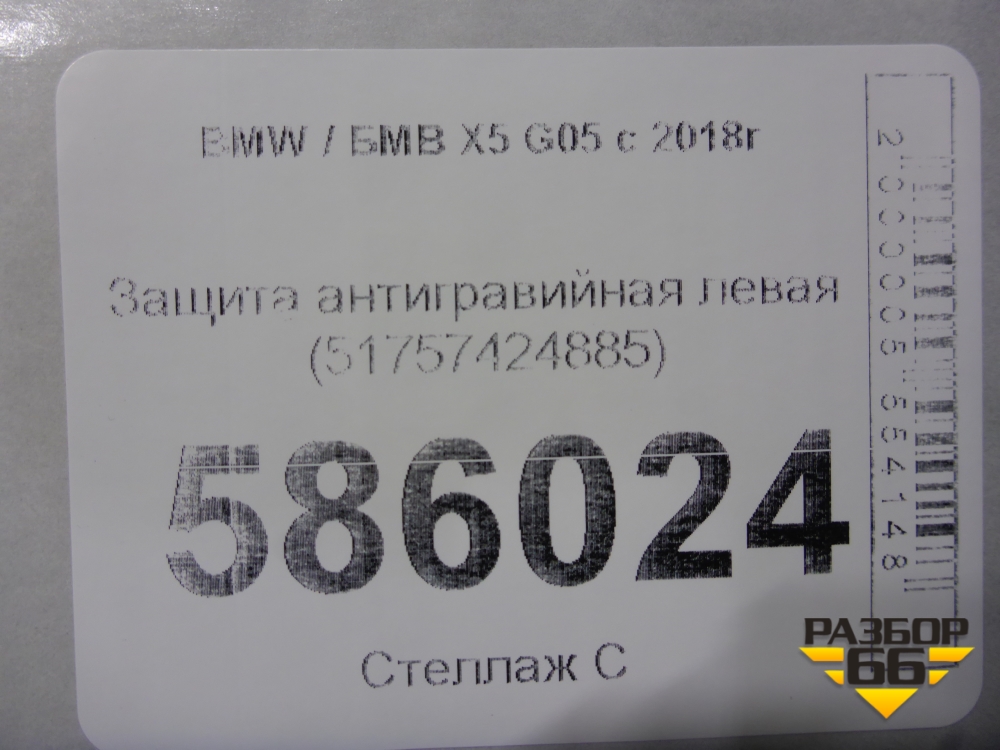 BMW / БМВ X5 G05 с 2018г
Защита антигравийная левая
(51757424885)
586024
Стеллаж С
2000005554148
РАЗБОР
66